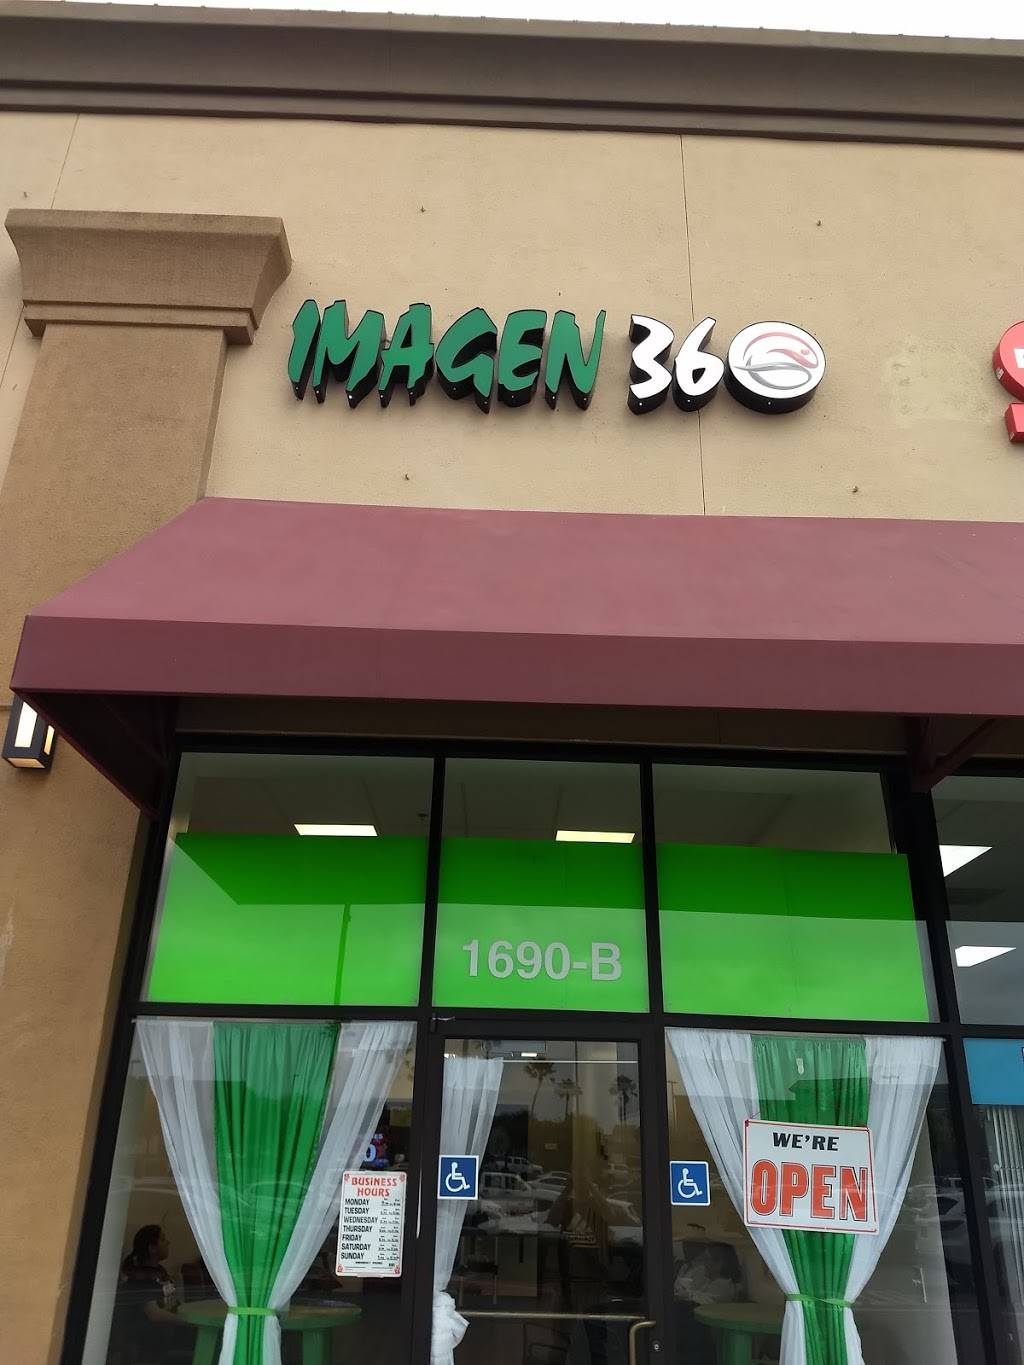 IMAGEN 360
1690-B
WE'RE
OPEN
BUSINESS
HOURS
MONDAY
TUESDAY
WEDNESDAY
THURSDAY
FRIDAY
SATURDAY
SUNDAY